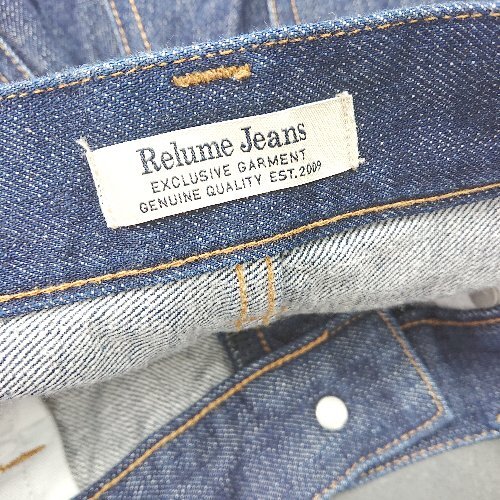 Relume Jeans
EXCLUSIVE GARMENT
GENUINE QUALITY EST. 2009